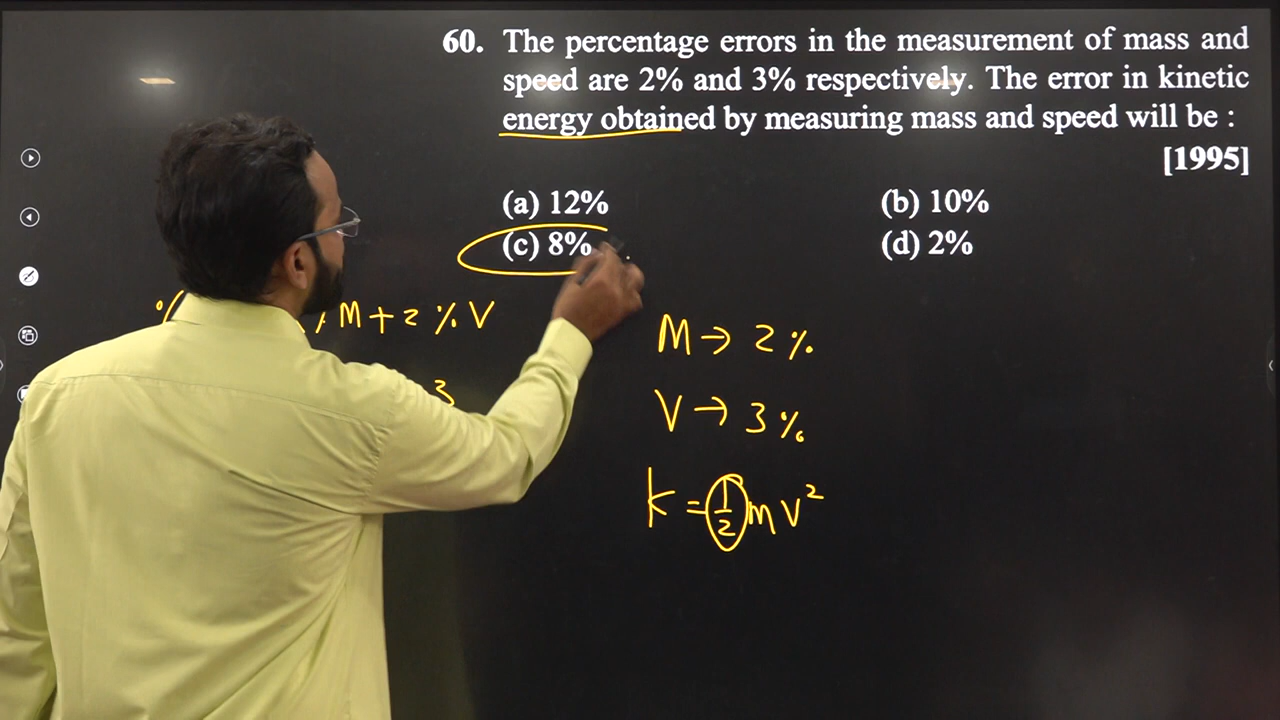 60. The percentage errors in the measurement of mass and
speed are 2% and 3% respectively. The error in kinetic
energy obtained by measuring mass and speed will be :
[1995]
(a) 12% (b) 10%
(c) 8% (d) 2%
M + 2 % V
3
M → 2 %
V → 3 %
K = 1/2 m v²